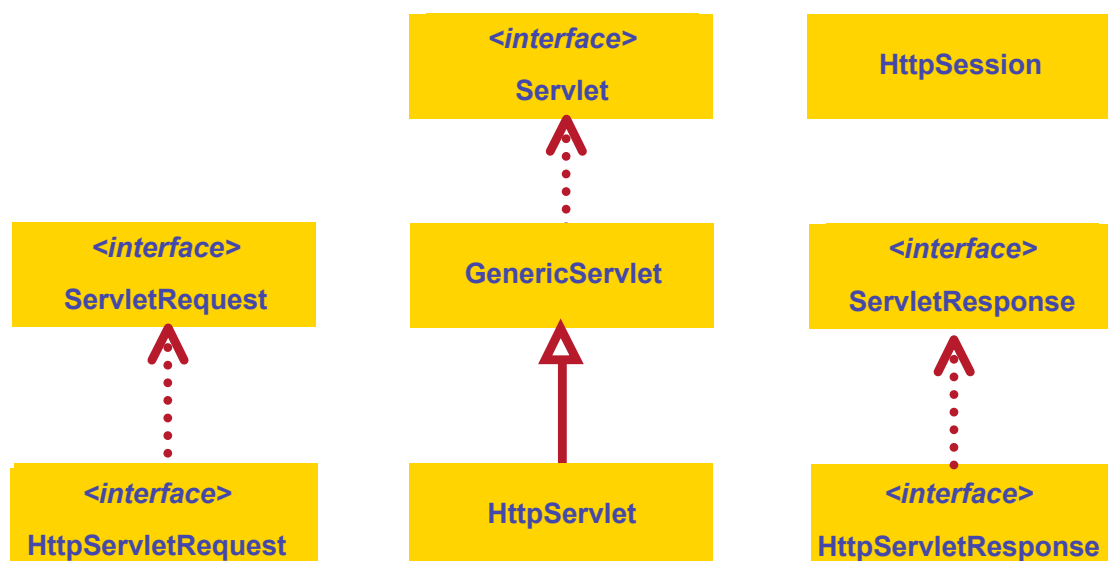 <interface>
Servlet
HttpSession
<interface>
ServletRequest
GenericServlet
<interface>
ServletResponse
<interface>
HttpServletRequest
HttpServlet
<interface>
HttpServletResponse